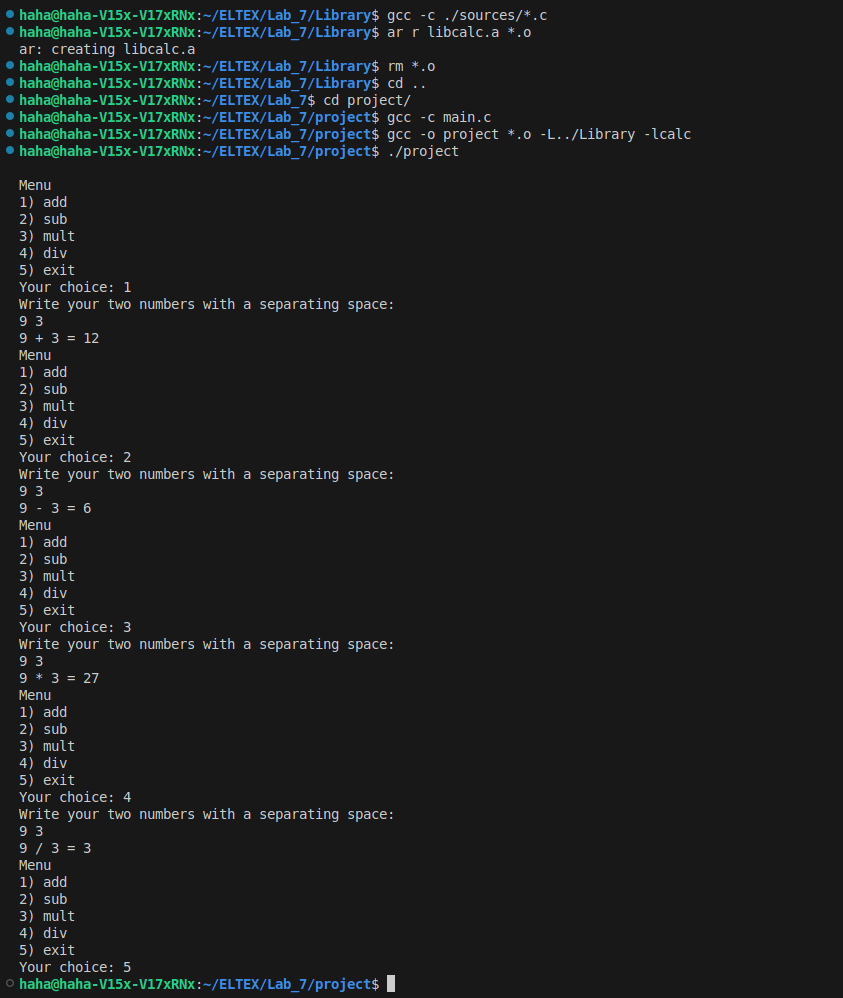 haha@haha-V15x-V17xRNx:~/ELTEX/Lab_7/Library$ gcc -c ./sources/*.c
haha@haha-V15x-V17xRNx:~/ELTEX/Lab_7/Library$ ar r libcalc.a *.o
ar: creating libcalc.a
haha@haha-V15x-V17xRNx:~/ELTEX/Lab_7/Library$ rm *.o
haha@haha-V15x-V17xRNx:~/ELTEX/Lab_7/Library$ cd ..
haha@haha-V15x-V17xRNx:~/ELTEX/Lab_7$ cd project/
haha@haha-V15x-V17xRNx:~/ELTEX/Lab_7/project$ gcc -c main.c
haha@haha-V15x-V17xRNx:~/ELTEX/Lab_7/project$ gcc -o project *.o -L../Library -lcalc
haha@haha-V15x-V17xRNx:~/ELTEX/Lab_7/project$ ./project
Menu
1) add
2) sub
3) mult
4) div
5) exit
Your choice: 1
Write your two numbers with a separating space:
9 3
9 + 3 = 12
Menu
1) add
2) sub
3) mult
4) div
5) exit
Your choice: 2
Write your two numbers with a separating space:
9 3
9 - 3 = 6
Menu
1) add
2) sub
3) mult
4) div
5) exit
Your choice: 3
Write your two numbers with a separating space:
9 3
9 * 3 = 27
Menu
1) add
2) sub
3) mult
4) div
5) exit
Your choice: 4
Write your two numbers with a separating space:
9 3
9 / 3 = 3
Menu
1) add
2) sub
3) mult
4) div
5) exit
Your choice: 5
haha@haha-V15x-V17xRNx:~/ELTEX/Lab_7/project$